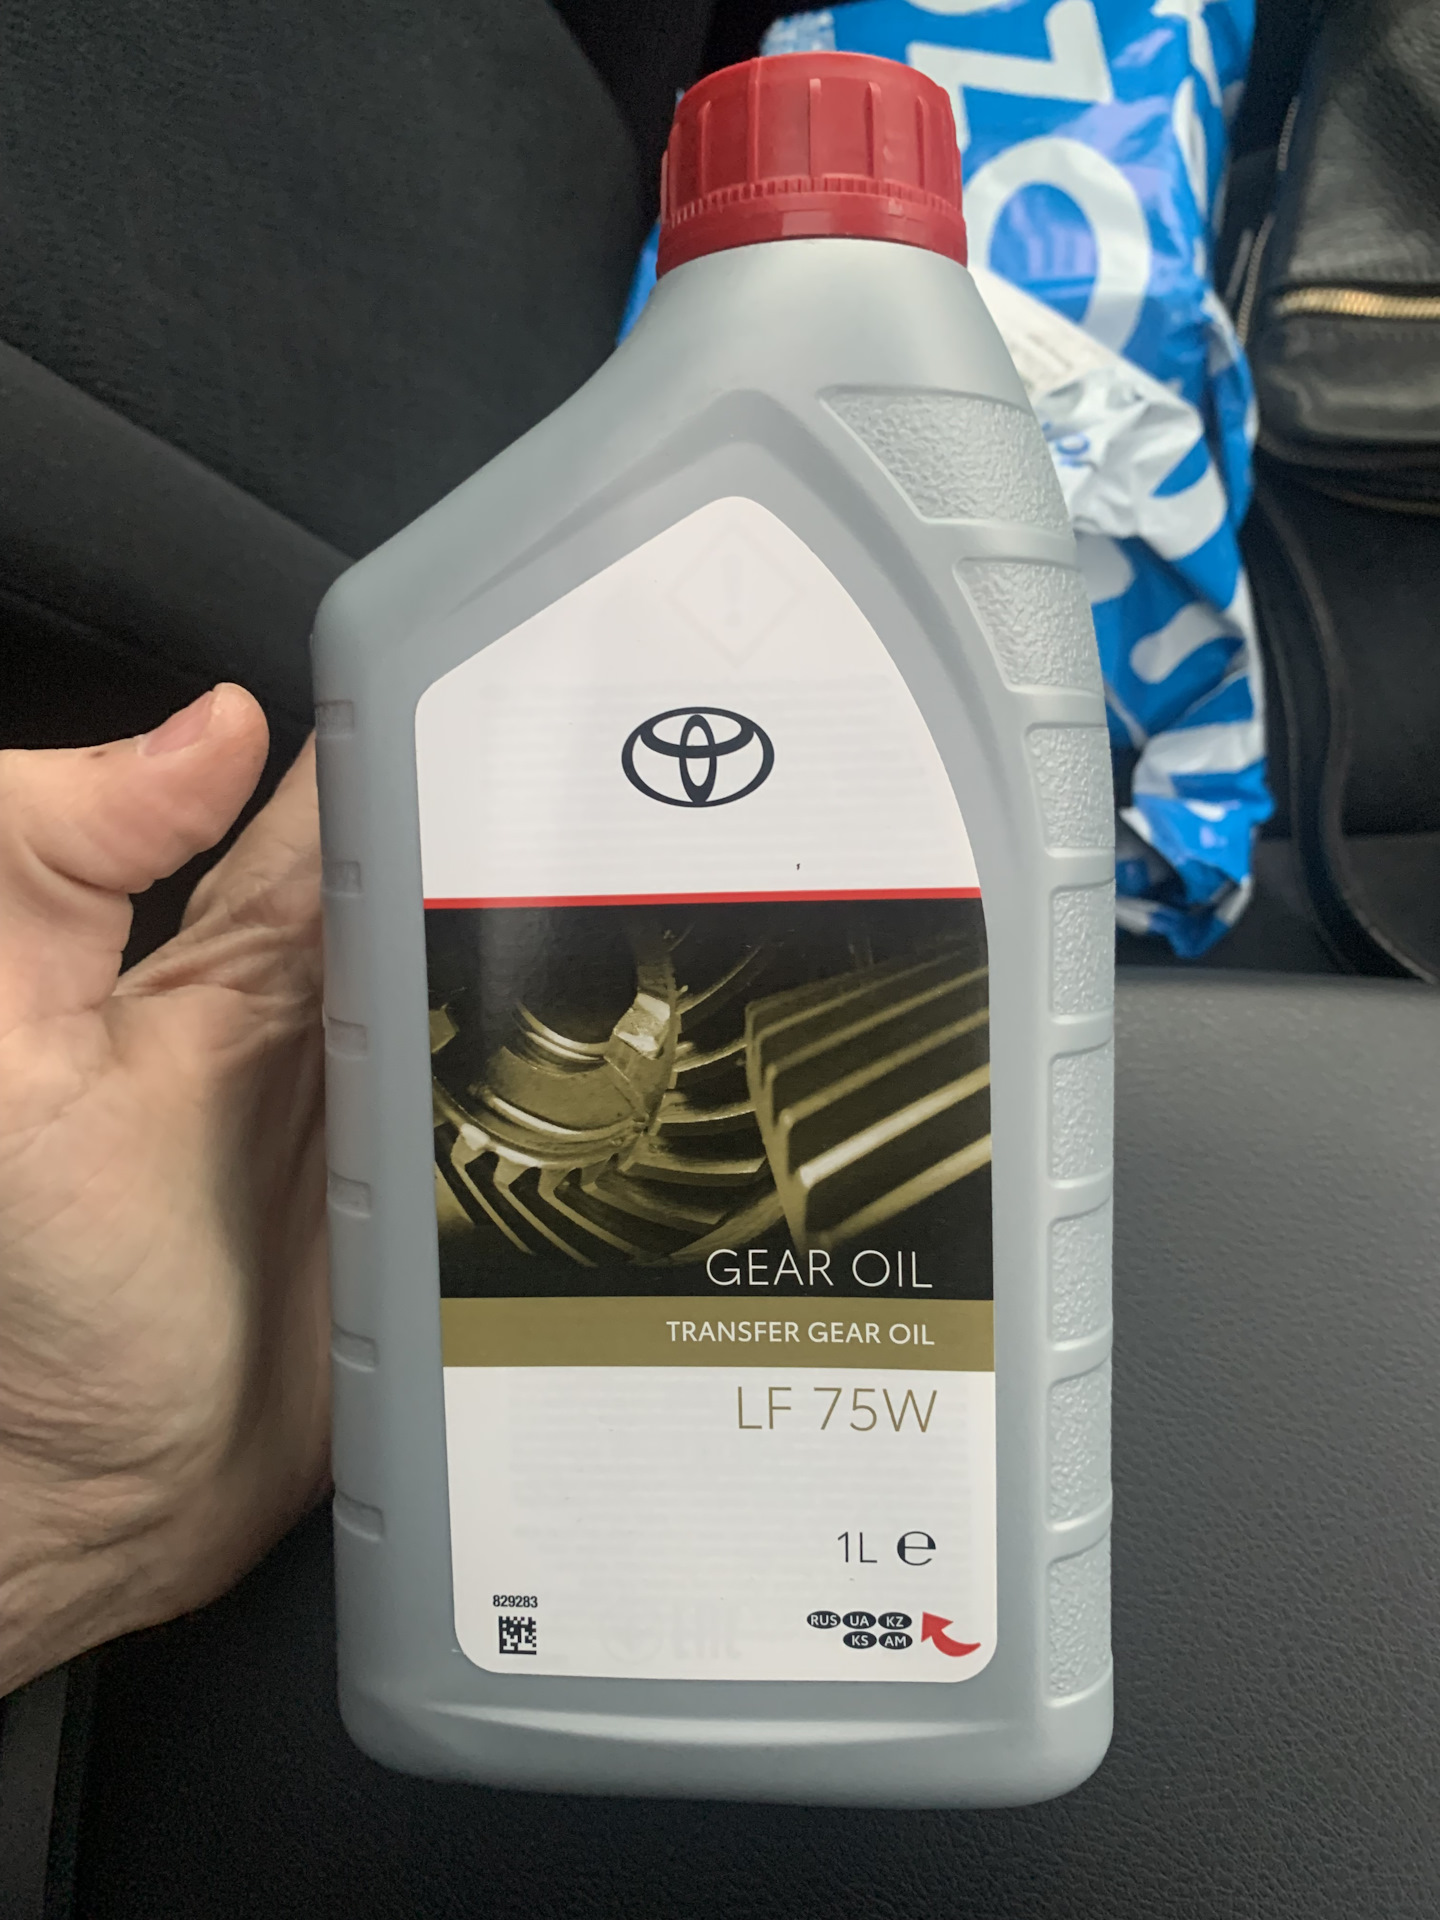 GEAR OIL
TRANSFER GEAR OIL
LF 75W
1L e
829283
RUS UA KZ
KS AM